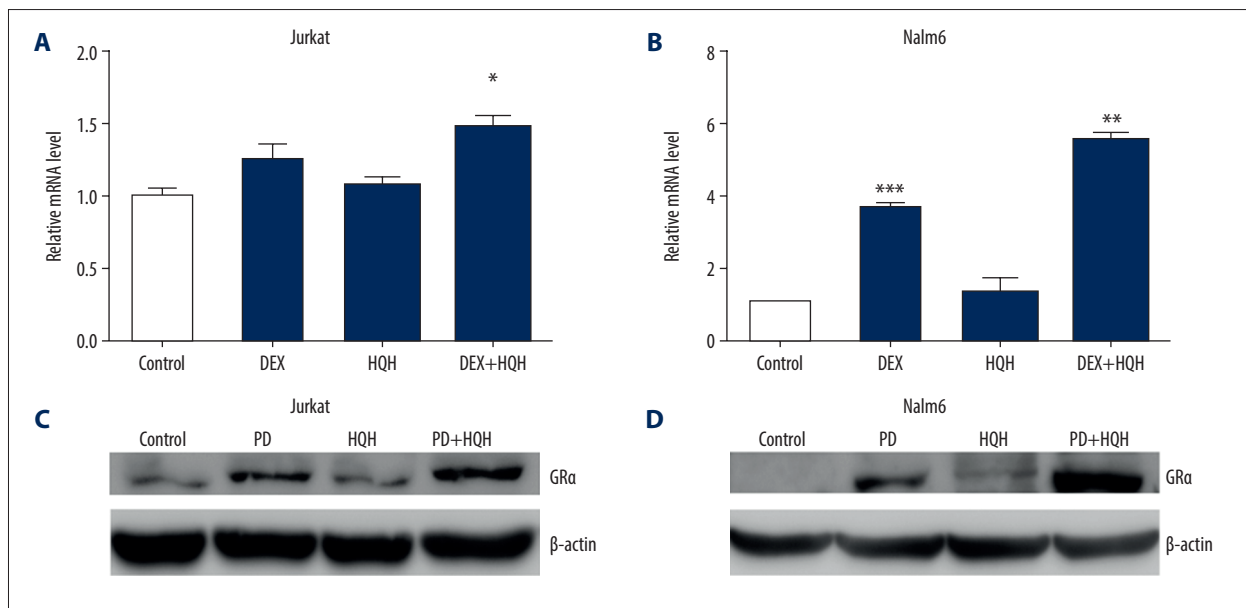 A
Jurkat
Relative mRNA level
2.0
1.5
1.0
0.5
0.0
*
Control DEX HQH DEX+HQH
B
Nalm6
Relative mRNA level
8
6
4
2
0
***
**
Control DEX HQH DEX+HQH
C
Jurkat
Control PD HQH PD+HQH
GRα
β-actin
D
Nalm6
Control PD HQH PD+HQH
GRα
β-actin